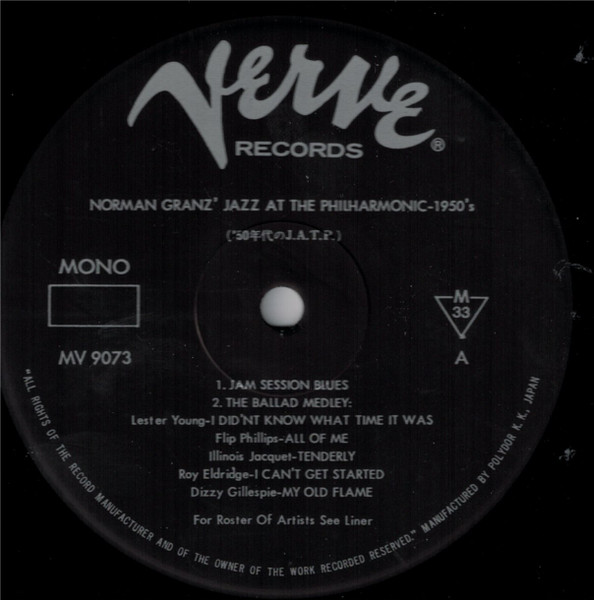 Verve
RECORDS ®
NORMAN GRANZ' JAZZ AT THE PHILHARMONIC-1950's
('50年代のJ.A.T.P.)
MONO
MV 9073
M
33
A
1. JAM SESSION BLUES
2. THE BALLAD MEDLEY:
Lester Young-I DID'NT KNOW WHAT TIME IT WAS
Flip Phillips-ALL OF ME
Illinois Jacquet-TENDERLY
Roy Eldridge-I CAN'T GET STARTED
Dizzy Gillespie-MY OLD FLAME
For Roster Of Artists See Liner
"ALL RIGHTS OF THE RECORD MANUFACTURER AND OF THE OWNER OF THE WORK RECORDED RESERVED." MANUFACTURED BY POLYDOR K. K., JAPAN